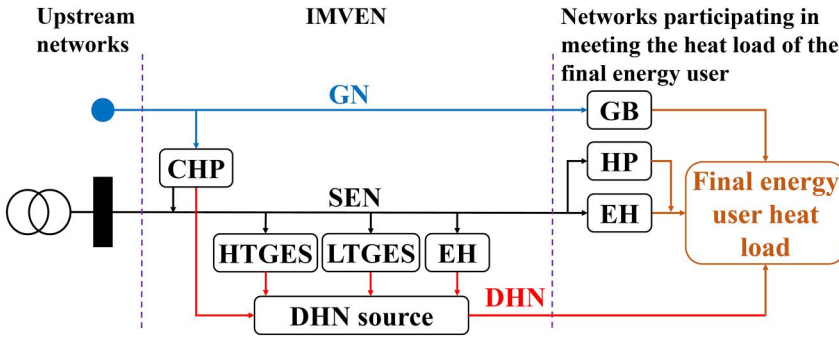 Upstream
networks
IMVEN
Networks participating in
meeting the heat load of the
final energy user
GN
GB
CHP
HP
SEN
EH
Final energy
user heat
load
HTGES
LTGES
EH
DHN
DHN source